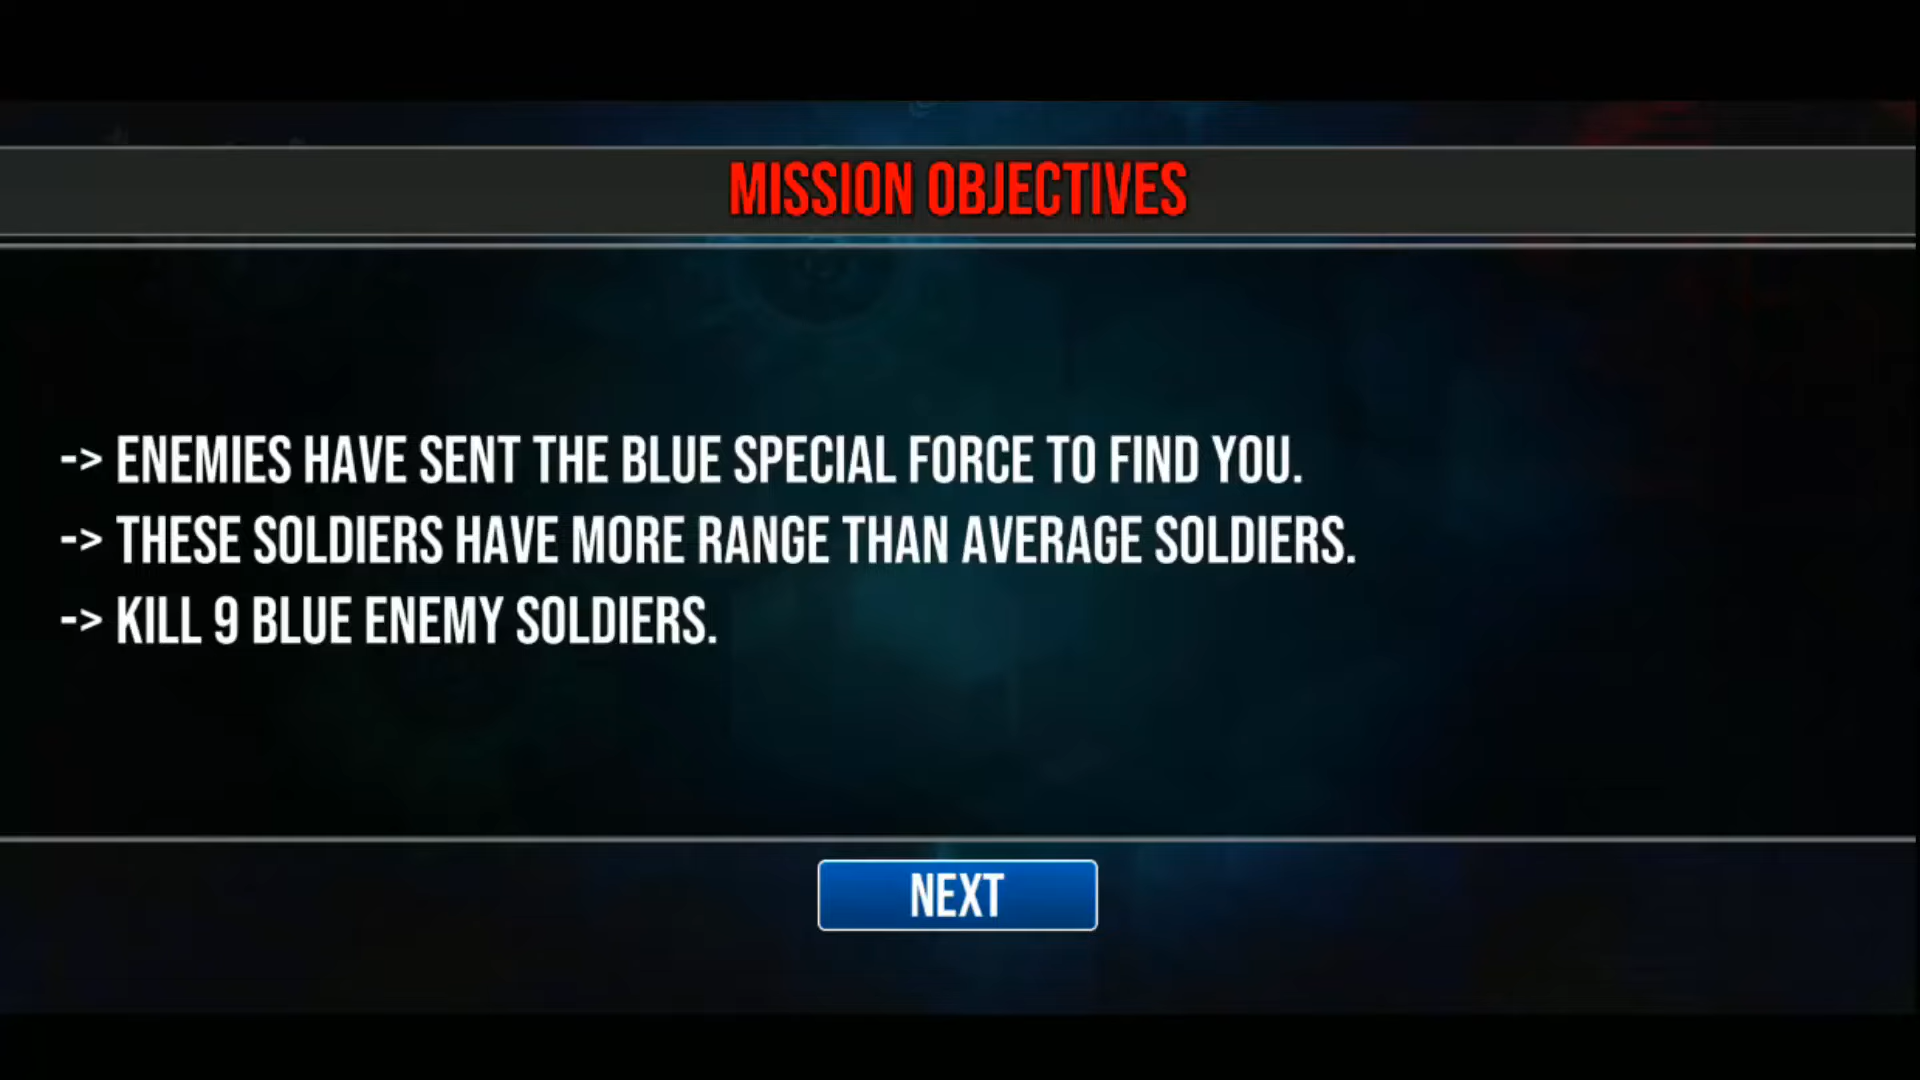 MISSION OBJECTIVES
-> ENEMIES HAVE SENT THE BLUE SPECIAL FORCE TO FIND YOU.
-> THESE SOLDIERS HAVE MORE RANGE THAN AVERAGE SOLDIERS.
-> KILL 9 BLUE ENEMY SOLDIERS.
NEXT